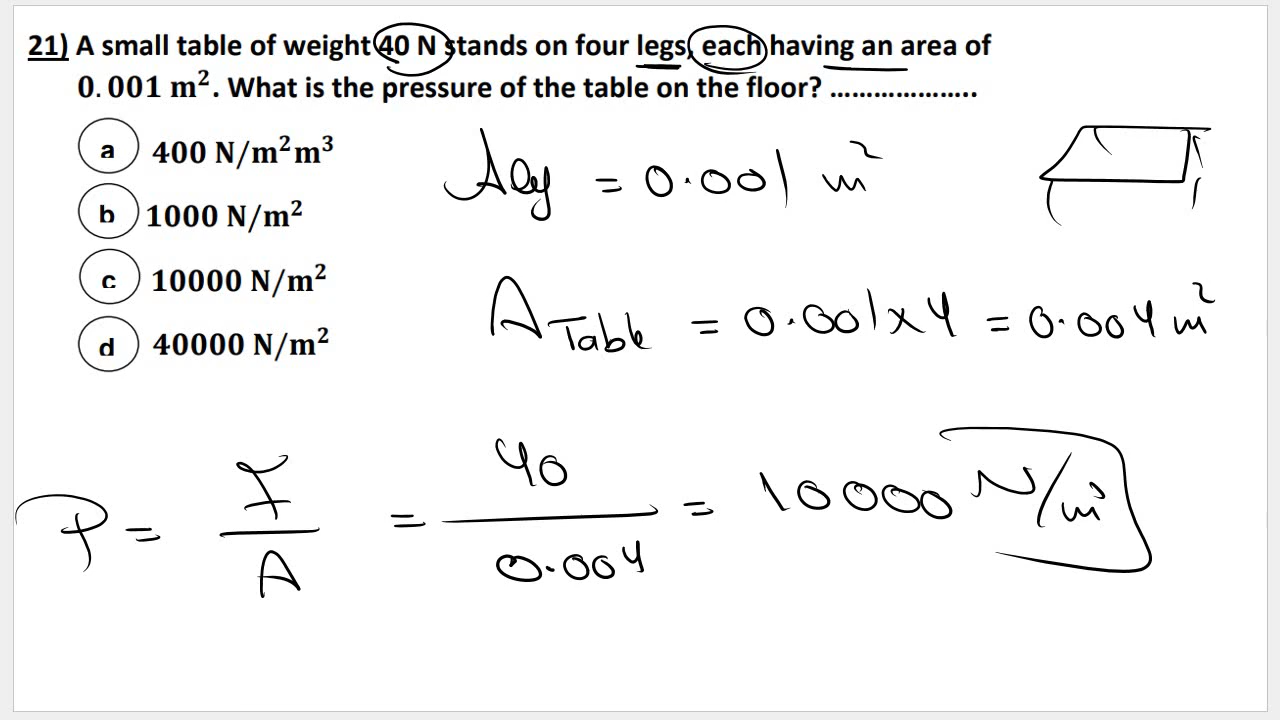 21) A small table of weight 40 N stands on four legs, each having an area of
0.001 m². What is the pressure of the table on the floor? ………………..
a 400 N/m²m³
b 1000 N/m²
c 10000 N/m²
d 40000 N/m²
A leg = 0.001 m²
A Table = 0.001 x 4 = 0.004 m²
P = F/A = 40/0.004 = 10000 N/m²